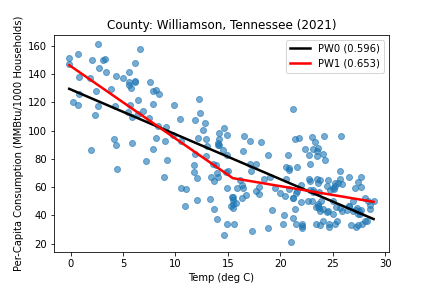 County: Williamson, Tennessee (2021)
Per-Capita Consumption (MMBtu/1000 Households)
160
140
120
100
80
60
40
20
PW0 (0.596)
PW1 (0.653)
0 5 10 15 20 25 30
Temp (deg C)